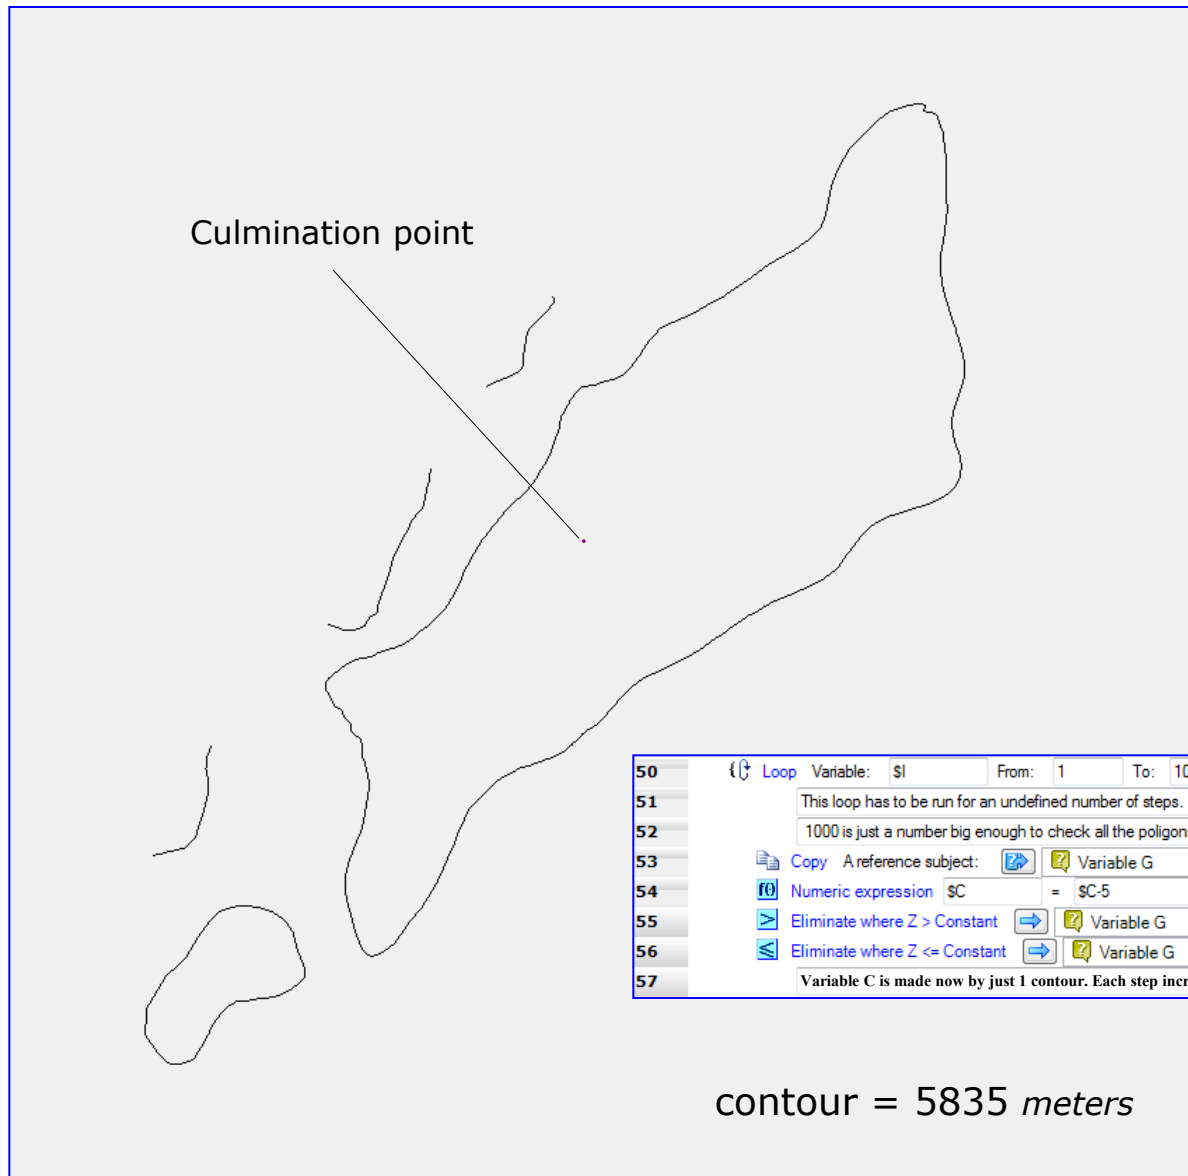 Culmination point
50 Loop Variable: $I From: 1 To: 10
51 This loop has to be run for an undefined number of steps.
52 1000 is just a number big enough to check all the poligon
53 Copy A reference subject: Variable G
54 Numeric expression $C = $C-5
55 Eliminate where Z > Constant Variable G
56 Eliminate where Z <= Constant Variable G
57 Variable C is made now by just 1 contour. Each step incr
contour = 5835 meters